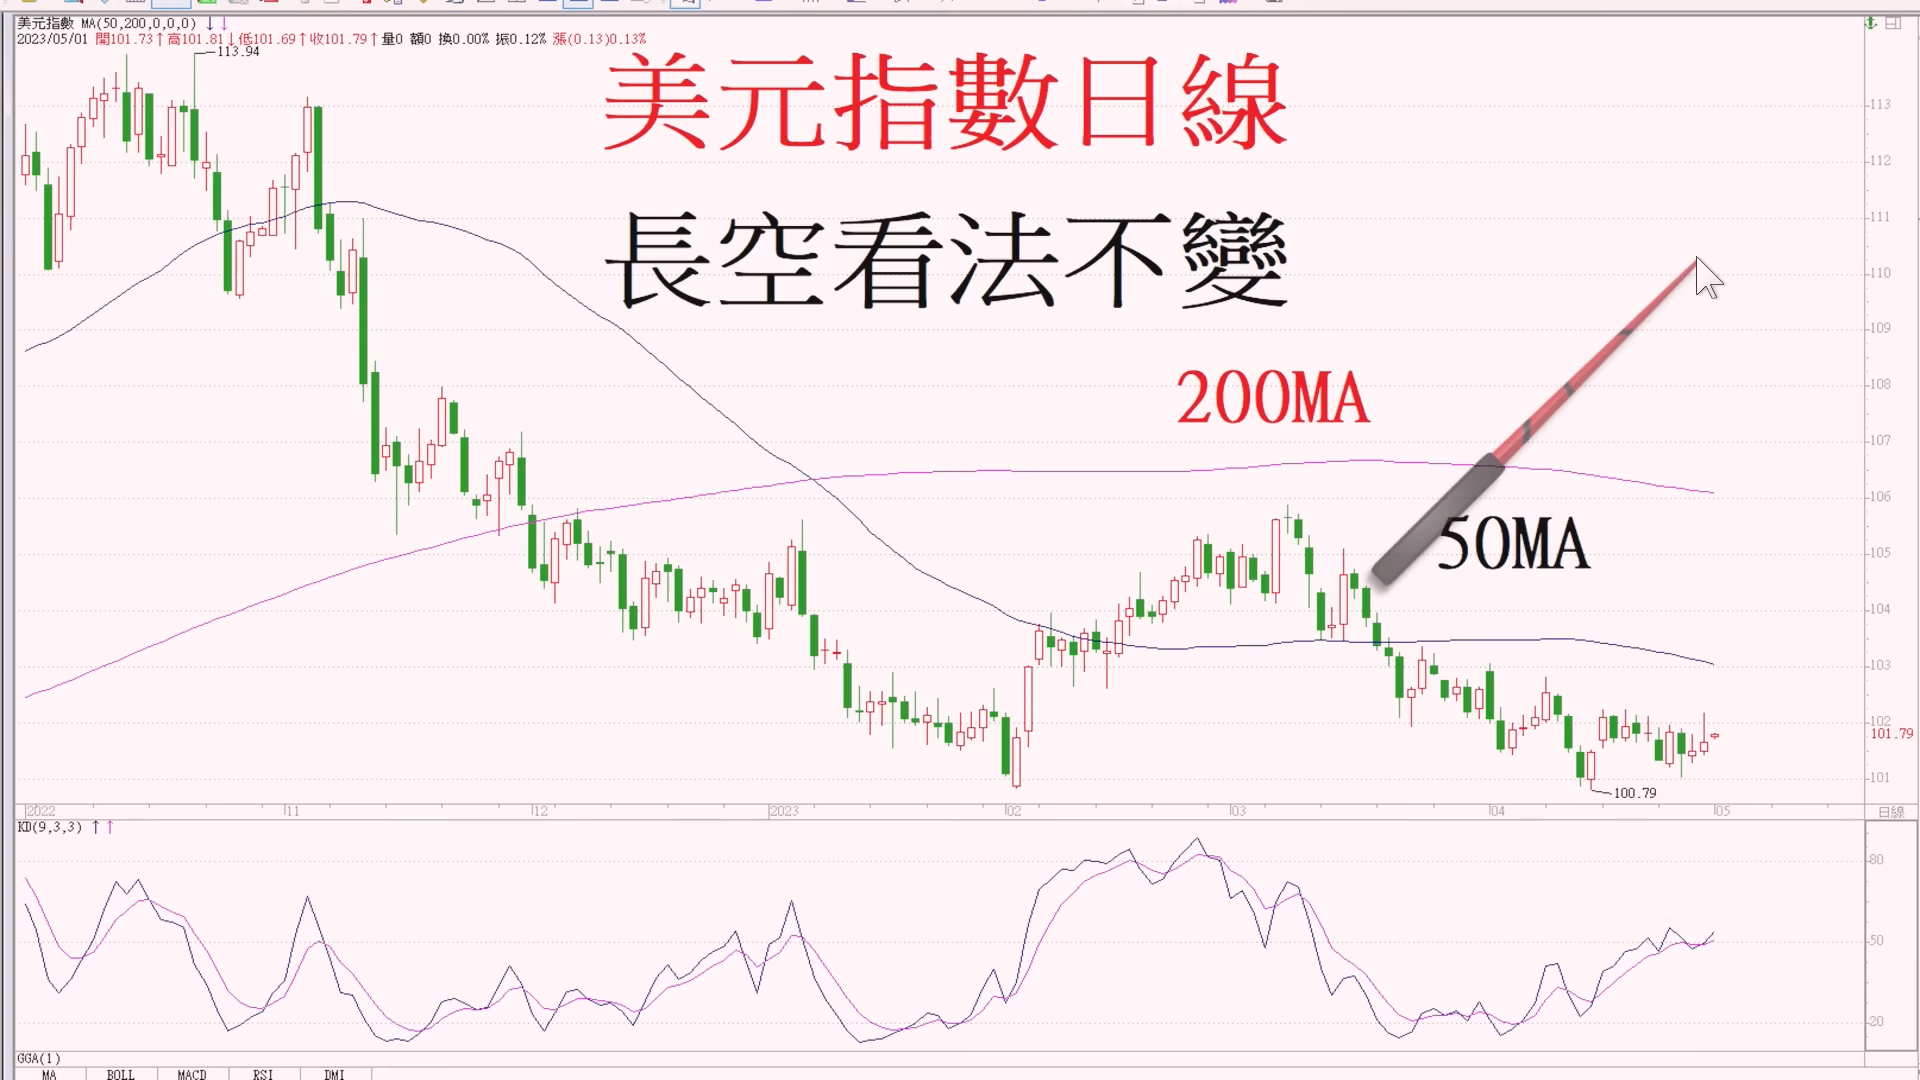 美元指數 MA(50,200,0,0,0) ↓ ↓
2023/05/01 開101.73↑高101.81↓低101.69↑收101.79↑量0 額0 換0.00% 振0.12% 漲(0.13)0.13%
113.94
美元指數日線
長空看法不變
200MA
50MA
113
112
111
110
109
108
107
106
105
104
103
102
101.79
101
100.79
2022 11 12 2023 02 03 04 05 日線
KD(9,3,3) ↑ ↑
80
50
20
GGA(1)
MA BOLL MACD RSI DMI